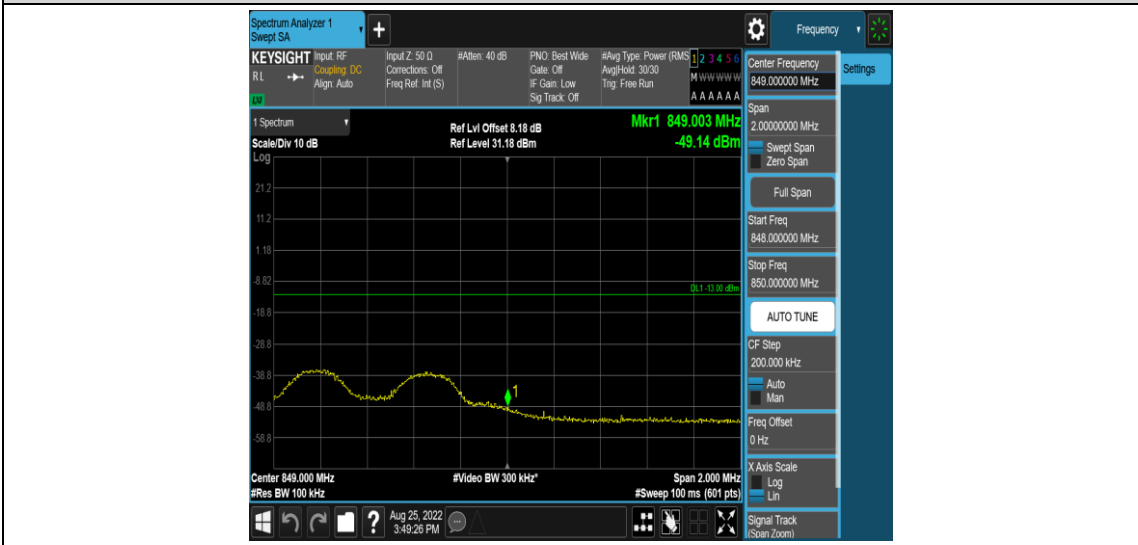 Spectrum Analyzer 1
Swept SA
Frequency
KEYSIGHT
R L
LXI
Input: RF
Coupling: DC
Align: Auto
Input Z: 50 Ω
Corrections: Off
Freq Ref: Int (S)
#Atten: 40 dB
PNO: Best Wide
Gate: Off
IF Gain: Low
Sig Track: Off
#Avg Type: Power (RMS
Avg|Hold: 30/30
Trig: Free Run
1 2 3 4 5 6
M W W W W W
A A A A A A
1 Spectrum
Scale/Div 10 dB
Log
Ref Lvl Offset 8.18 dB
Ref Level 31.18 dBm
Mkr1 849.003 MHz
-49.14 dBm
21.2
11.2
1.18
-8.82
DL1 -13.00 dBm
-18.8
-28.8
-38.8
1
-48.8
-58.8
Center 849.000 MHz
#Video BW 300 kHz*
Span 2.000 MHz
#Res BW 100 kHz
#Sweep 100 ms (601 pts)
Aug 25, 2022
3:49:26 PM
Center Frequency
849.000000 MHz
Settings
Span
2.00000000 MHz
Swept Span
Zero Span
Full Span
Start Freq
848.000000 MHz
Stop Freq
850.000000 MHz
AUTO TUNE
CF Step
200.000 kHz
Auto
Man
Freq Offset
0 Hz
X Axis Scale
Log
Lin
Signal Track
(Span Zoom)